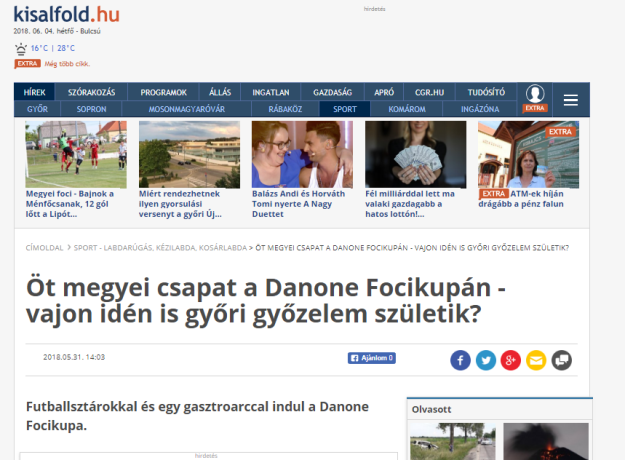 kisalfold.hu
hirdetés
2018. 06. 04. hétfő - Bulcsú
16°C | 28°C
EXTRA Még több cikk.
HÍREK SZÓRAKOZÁS PROGRAMOK ÁLLÁS INGATLAN GAZDASÁG APRÓ CGR.HU TUDÓSÍTÓ
EXTRA
GYŐR SOPRON MOSONMAGYARÓVÁR RÁBAKÖZ SPORT KOMÁROM INGÁZÓNA
EXTRA
Megyei foci - Bajnok a
Ménfőcsanak, 12 gól
lőtt a Lipót...
Miért rendezhetnek
ilyen gyorsulási
versenyt a győri Új...
Balázs Andi és Horváth
Tomi nyerte A Nagy
Duettet
Fél milliárddal lett ma
valaki gazdagabb a
hatos lottón!...
EXTRA ATM-ek híján
drágább a pénz falun
CÍMOLDAL > SPORT - LABDARÚGÁS, KÉZILABDA, KOSÁRLABDA > ÖT MEGYEI CSAPAT A DANONE FOCIKUPÁN - VAJON IDÉN IS GYŐRI GYŐZELEM SZÜLETIK?
Öt megyei csapat a Danone Focikupán -
vajon idén is győri győzelem születik?
2018.05.31. 14:03
Ajánlom 0
Futballsztárokkal és egy gasztroarccal indul a Danone
Focikupa.
Olvasott
hirdetés